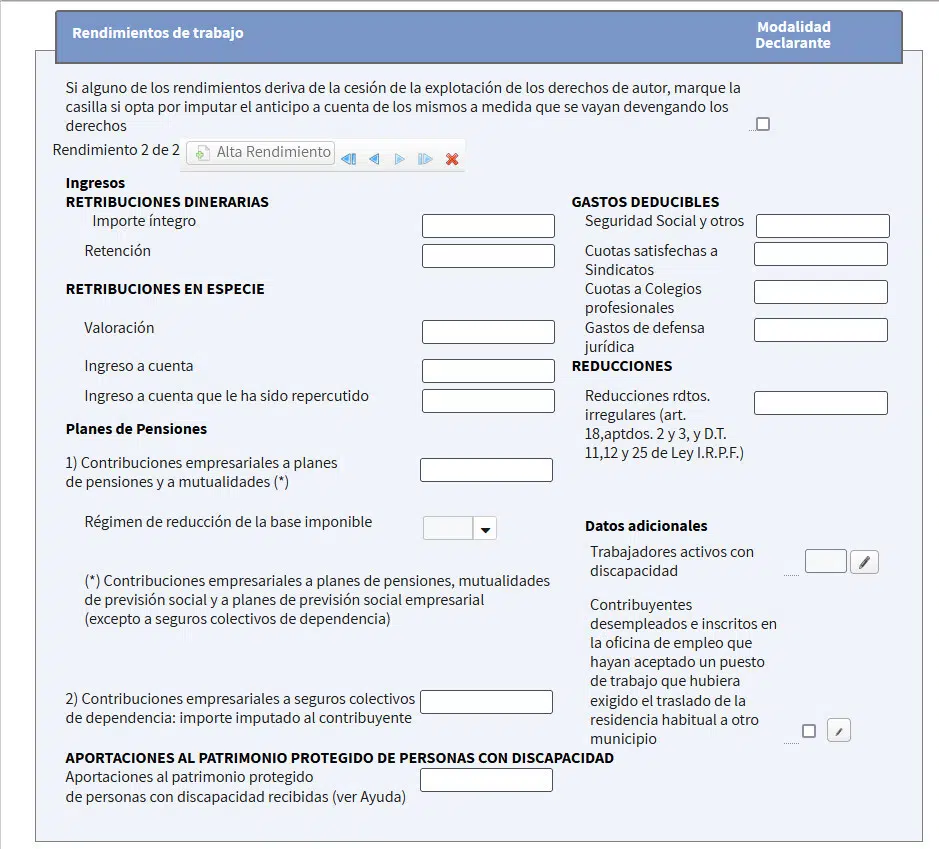 Rendimientos de trabajo
Modalidad
Declarante
Si alguno de los rendimientos deriva de la cesión de la explotación de los derechos de autor, marque la
casilla si opta por imputar el anticipo a cuenta de los mismos a medida que se vayan devengando los
derechos
Rendimiento 2 de 2
Alta Rendimiento
Ingresos
RETRIBUCIONES DINERARIAS
Importe íntegro
Retención
RETRIBUCIONES EN ESPECIE
Valoración
Ingreso a cuenta
Ingreso a cuenta que le ha sido repercutido
Planes de Pensiones
1) Contribuciones empresariales a planes
de pensiones y a mutualidades (*)
Régimen de reducción de la base imponible
(*) Contribuciones empresariales a planes de pensiones, mutualidades
de previsión social y a planes de previsión social empresarial
(excepto a seguros colectivos de dependencia)
2) Contribuciones empresariales a seguros colectivos
de dependencia: importe imputado al contribuyente
GASTOS DEDUCIBLES
Seguridad Social y otros
Cuotas satisfechas a
Sindicatos
Cuotas a Colegios
profesionales
Gastos de defensa
jurídica
REDUCCIONES
Reducciones rdtos.
irregulares (art.
18,aptdos. 2 y 3, y D.T.
11,12 y 25 de Ley I.R.P.F.)
Datos adicionales
Trabajadores activos con
discapacidad
Contribuyentes
desempleados e inscritos en
la oficina de empleo que
hayan aceptado un puesto
de trabajo que hubiera
exigido el traslado de la
residencia habitual a otro
municipio
APORTACIONES AL PATRIMONIO PROTEGIDO DE PERSONAS CON DISCAPACIDAD
Aportaciones al patrimonio protegido
de personas con discapacidad recibidas (ver Ayuda)